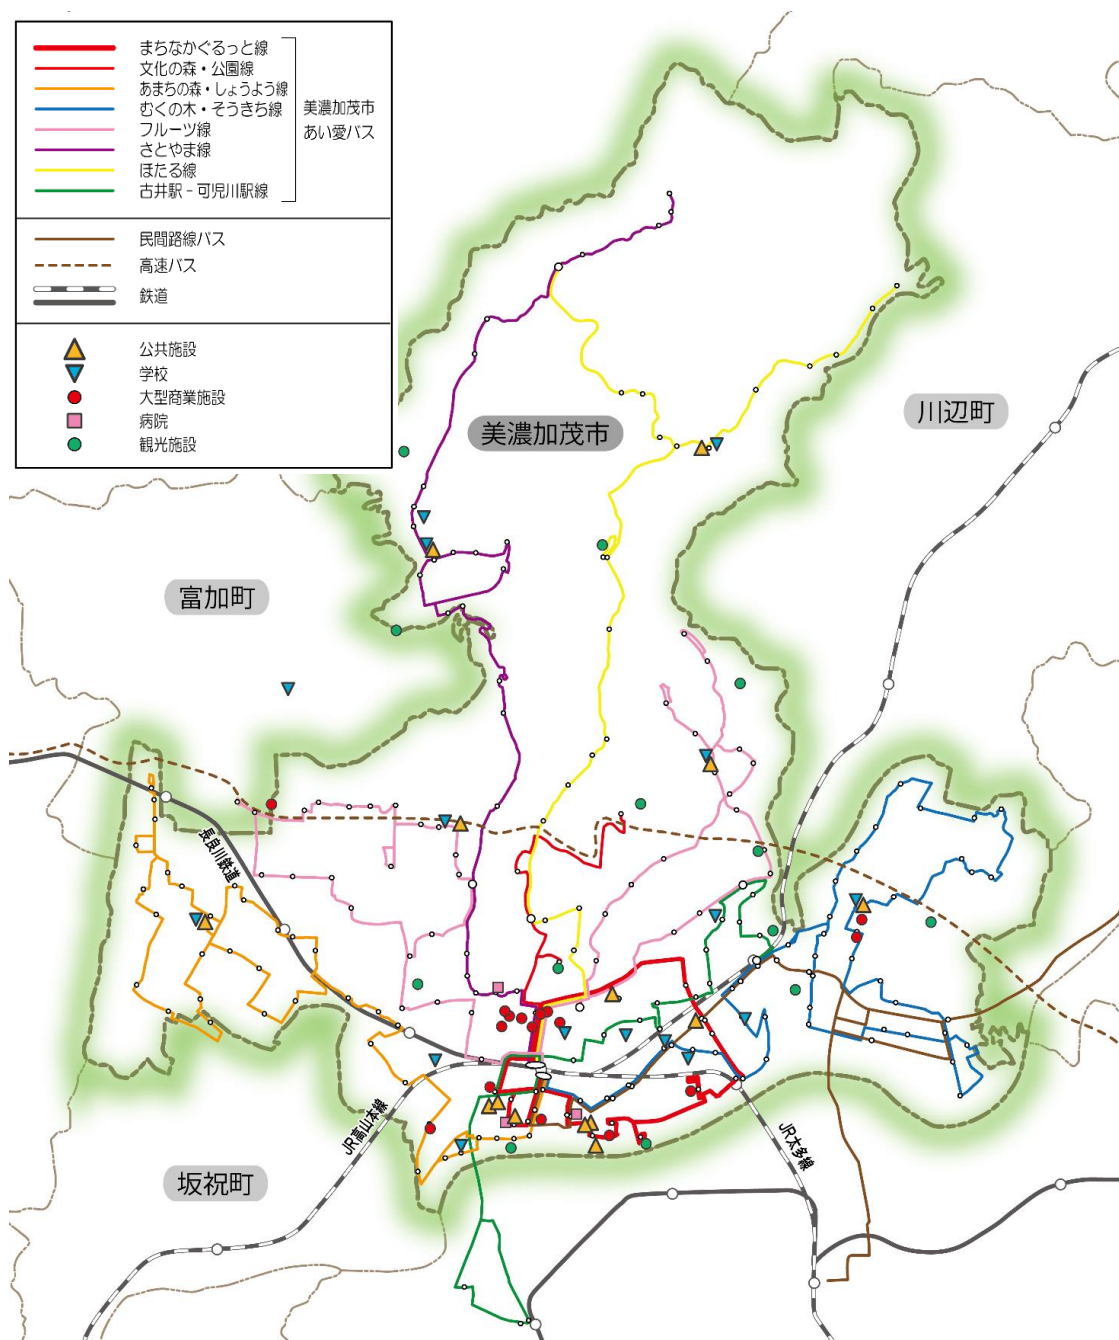 まちなかぐるっと線
文化の森・公園線
あまちの森・しょうよう線
むくの木・そうきち線
フルーツ線
さとやま線
ほたる線
古井駅－可児川駅線
美濃加茂市
あい愛バス
民間路線バス
高速バス
鉄道
公共施設
学校
大型商業施設
病院
観光施設
川辺町
美濃加茂市
富加町
長良川鉄道
JR高山本線
JR太多線
坂祝町